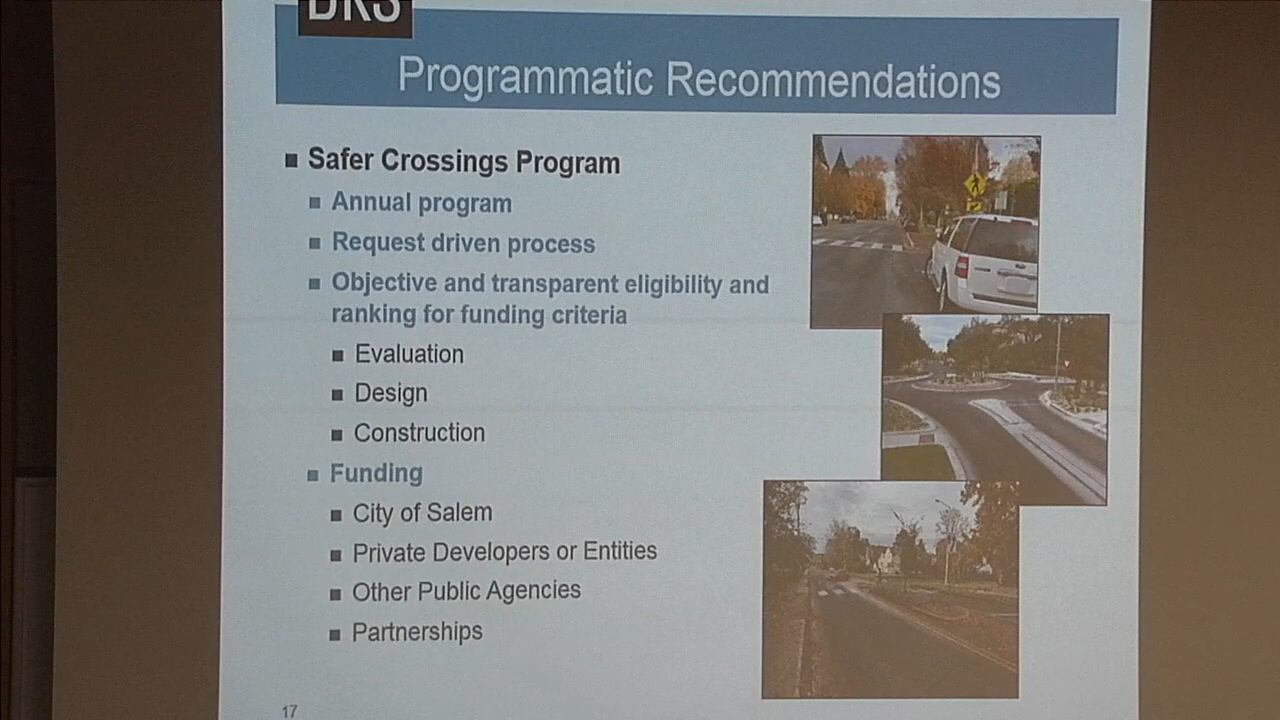 DKS
Programmatic Recommendations
Safer Crossings Program
Annual program
Request driven process
Objective and transparent eligibility and
ranking for funding criteria
Evaluation
Design
Construction
Funding
City of Salem
Private Developers or Entities
Other Public Agencies
Partnerships
17